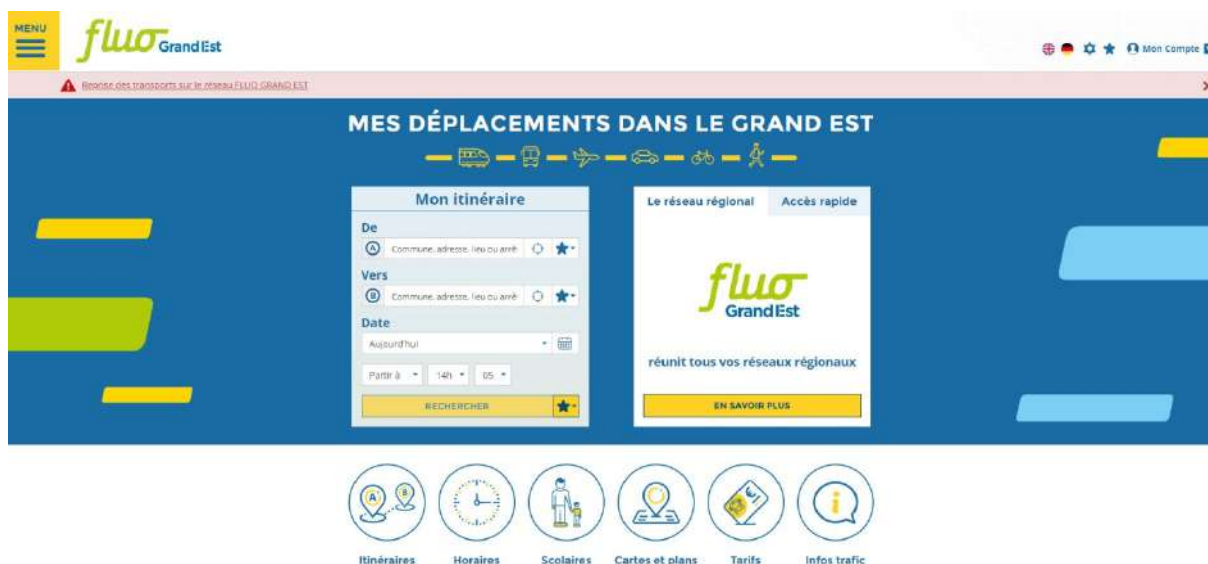 MENU
fluo Grand Est
Mon Compte
Reprise des transports sur le réseau FLUO GRAND EST
MES DÉPLACEMENTS DANS LE GRAND EST
Mon itinéraire
De
A Commune, adresse, lieu ou arrê
Vers
B Commune, adresse, lieu ou arrê
Date
Aujourd'hui
Partir à 14h 05
RECHERCHER
Le réseau régional Accès rapide
fluo
Grand Est
réunit tous vos réseaux régionaux
EN SAVOIR PLUS
A B
Itinéraires Horaires Scolaires Cartes et plans Tarifs Infos trafic